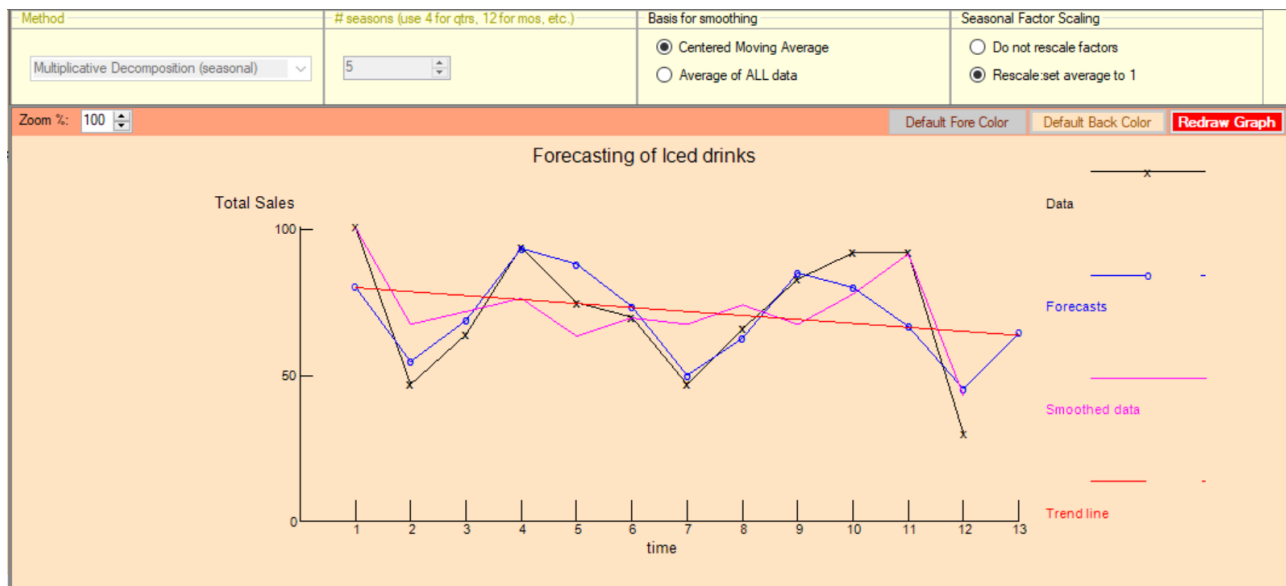 Method
# seasons (use 4 for qtrs, 12 for mos, etc.)
Basis for smoothing
Seasonal Factor Scaling
Multiplicative Decomposition (seasonal)
5
Centered Moving Average
Average of ALL data
Do not rescale factors
Rescale:set average to 1
Zoom %: 100
Default Fore Color
Default Back Color
Redraw Graph
Forecasting of Iced drinks
Total Sales
100
50
0
1 2 3 4 5 6 7 8 9 10 11 12 13
time
Data
Forecasts
Smoothed data
Trend line